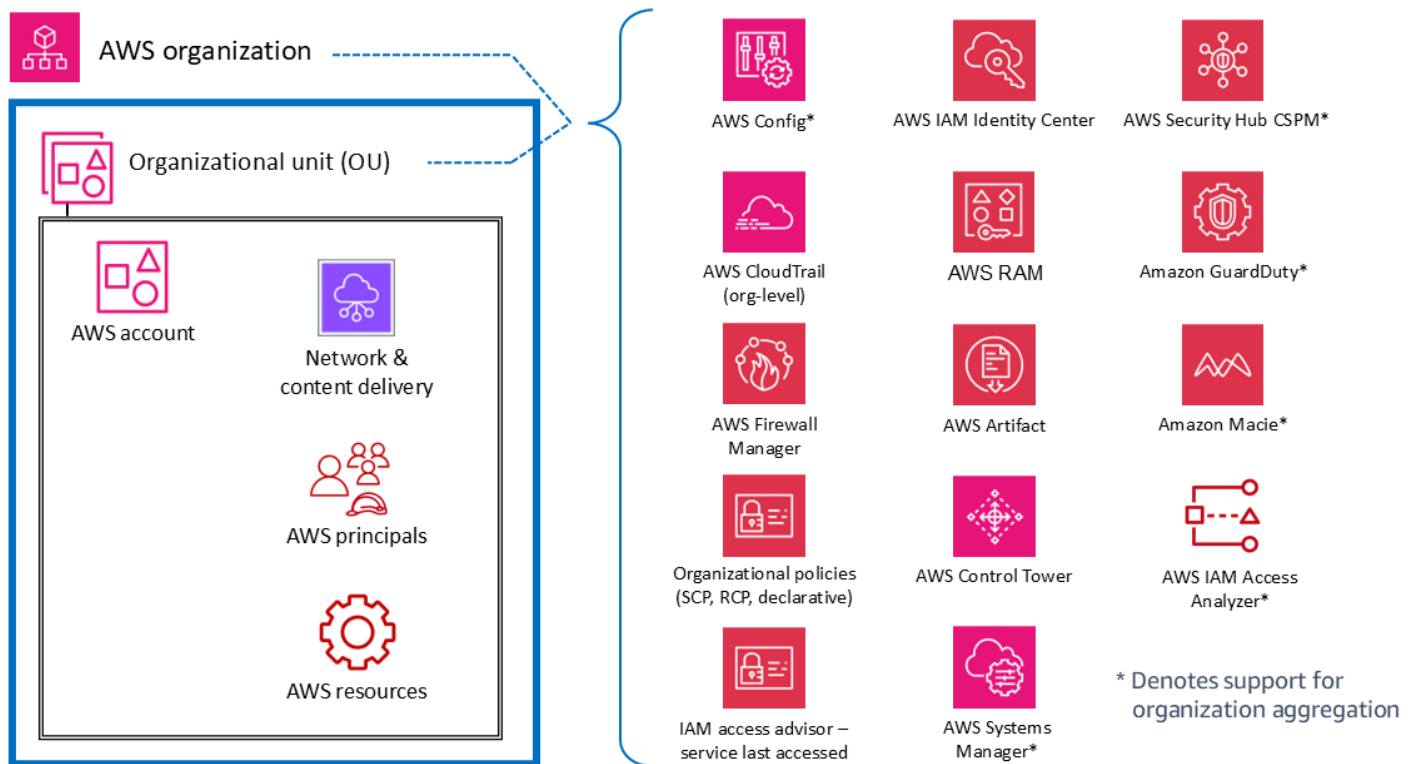 AWS organization
Organizational unit (OU)
AWS account
Network &
content delivery
AWS principals
AWS resources
AWS Config*
AWS IAM Identity Center
AWS Security Hub CSPM*
AWS CloudTrail
(org-level)
AWS RAM
Amazon GuardDuty*
AWS Firewall
Manager
AWS Artifact
Amazon Macie*
Organizational policies
(SCP, RCP, declarative)
AWS Control Tower
AWS IAM Access
Analyzer*
IAM access advisor –
service last accessed
AWS Systems
Manager*
* Denotes support for
organization aggregation